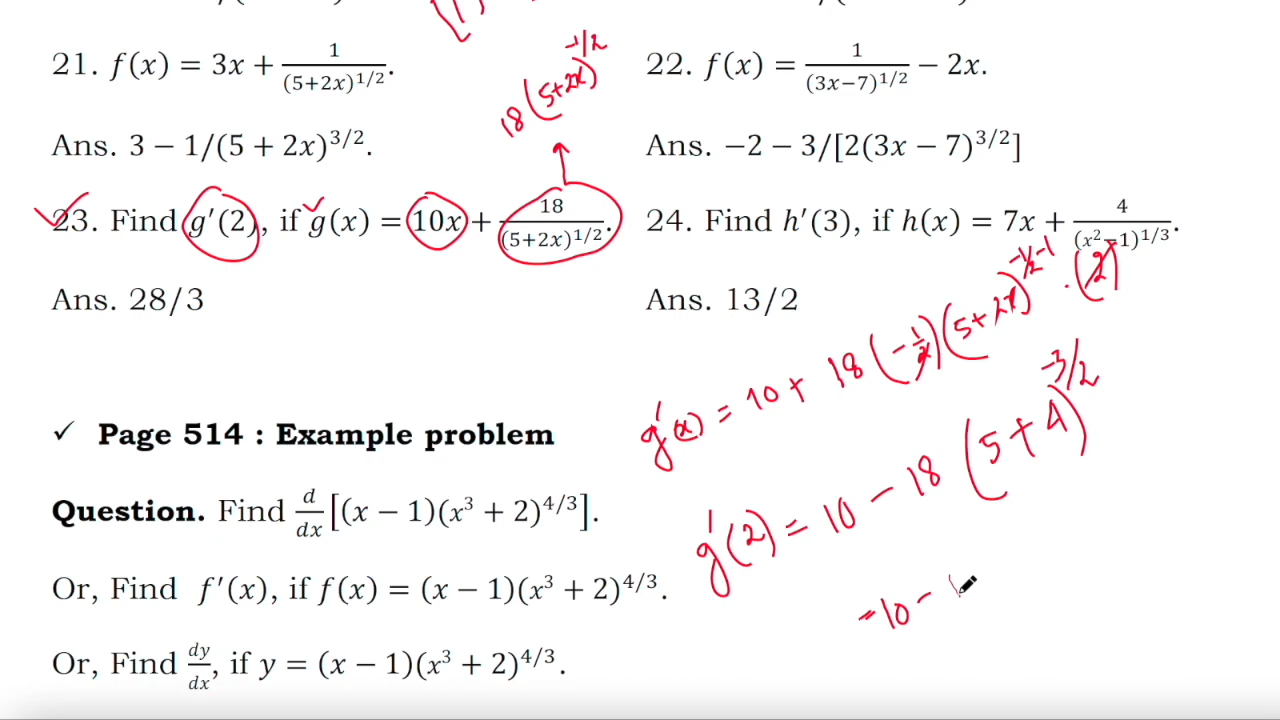 21. f(x) = 3x + 1/(5+2x)^1/2.
22. f(x) = 1/(3x−7)^1/2 − 2x.
18(5+2x)^-1/2
Ans. 3 − 1/(5 + 2x)^3/2.
Ans. −2 − 3/[2(3x − 7)^3/2]
23. Find g′(2), if g(x) = 10x + 18/(5+2x)^1/2.
24. Find h′(3), if h(x) = 7x + 4/(x²−1)^1/3.
Ans. 28/3
Ans. 13/2
g'(x) = 10 + 18(-1/2)(5+2x)^-1/2-1 . (2)
g'(2) = 10 - 18(5+4)^-3/2
=10 -
✓ Page 514 : Example problem
Question. Find d/dx [(x − 1)(x³ + 2)^4/3].
Or, Find f′(x), if f(x) = (x − 1)(x³ + 2)^4/3.
Or, Find dy/dx, if y = (x − 1)(x³ + 2)^4/3.